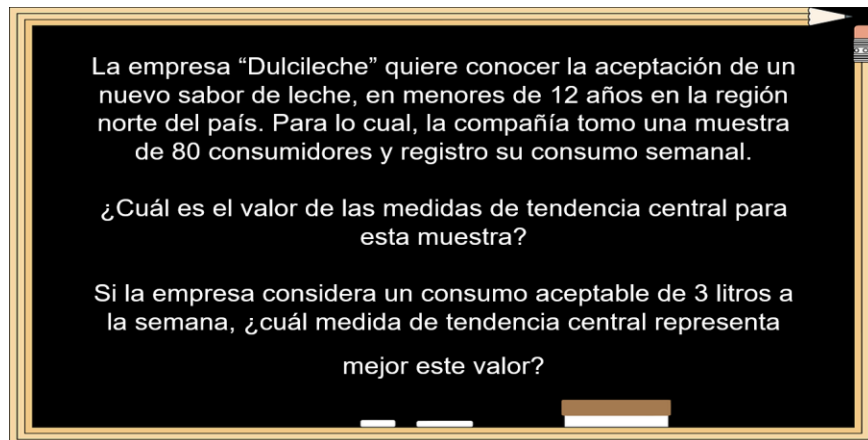 La empresa “Dulcileche” quiere conocer la aceptación de un
nuevo sabor de leche, en menores de 12 años en la región
norte del país. Para lo cual, la compañía tomo una muestra
de 80 consumidores y registro su consumo semanal.
¿Cuál es el valor de las medidas de tendencia central para
esta muestra?
Si la empresa considera un consumo aceptable de 3 litros a
la semana, ¿cuál medida de tendencia central representa
mejor este valor?